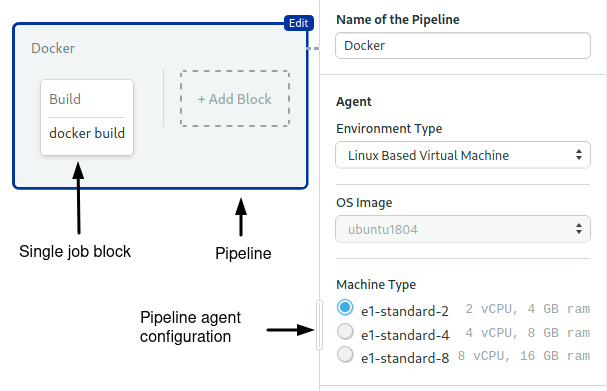 Edit
Docker
Build
docker build
+ Add Block
Single job block
Pipeline
Pipeline agent
configuration
Name of the Pipeline
Docker
Agent
Environment Type
Linux Based Virtual Machine
OS Image
ubuntu1804
Machine Type
e1-standard-2 2 vCPU, 4 GB ram
e1-standard-4 4 vCPU, 8 GB ram
e1-standard-8 8 vCPU, 16 GB ram